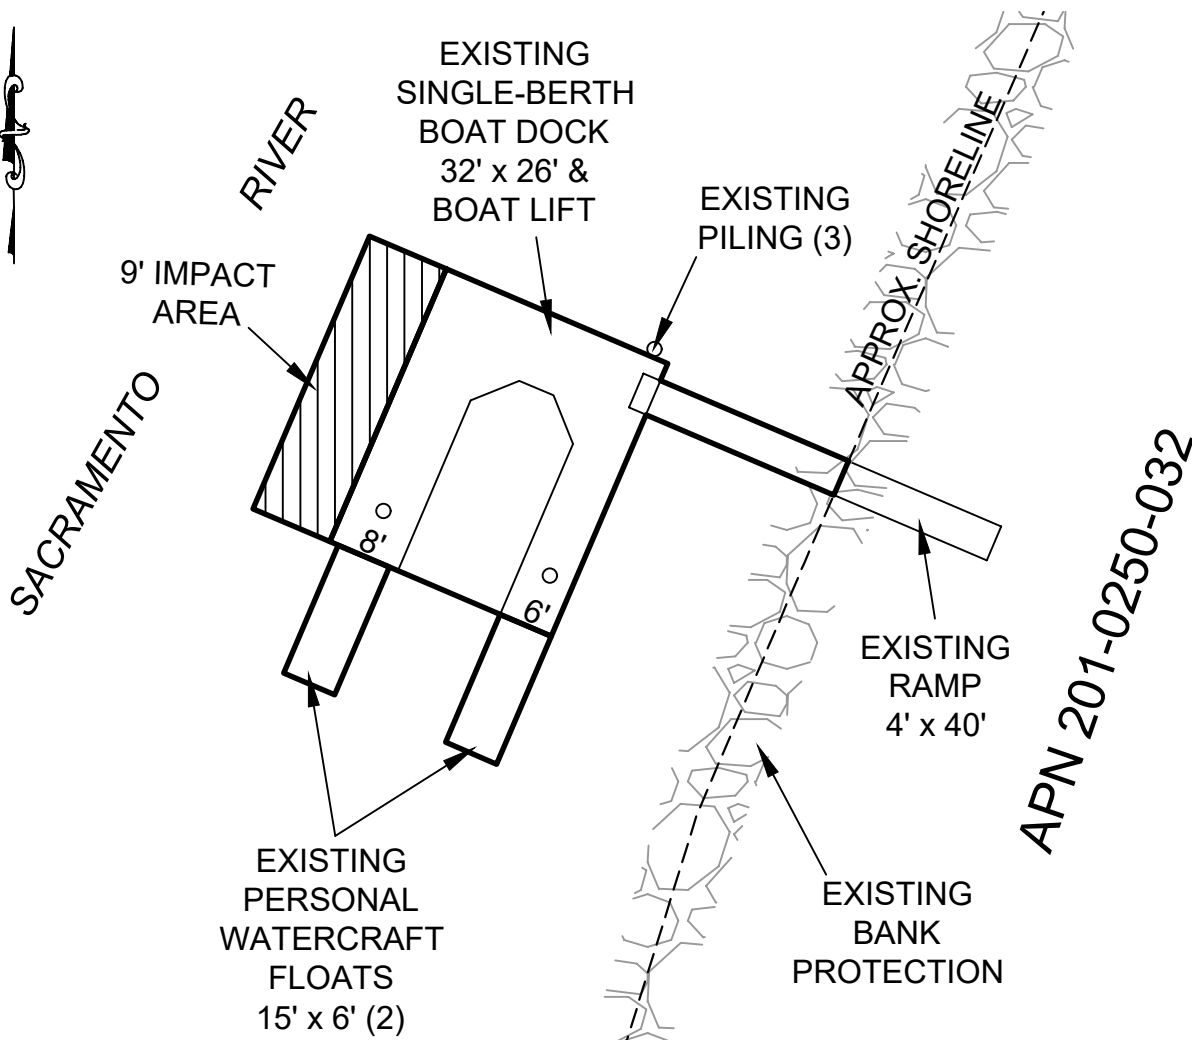 EXISTING
SINGLE-BERTH
BOAT DOCK
32' x 26' &
BOAT LIFT
RIVER
EXISTING
PILING (3)
9' IMPACT
AREA
APPROX. SHORELINE
SACRAMENTO
8'
6'
EXISTING
RAMP
4' x 40'
APN 201-0250-032
EXISTING
PERSONAL
WATERCRAFT
FLOATS
15' x 6' (2)
EXISTING
BANK
PROTECTION